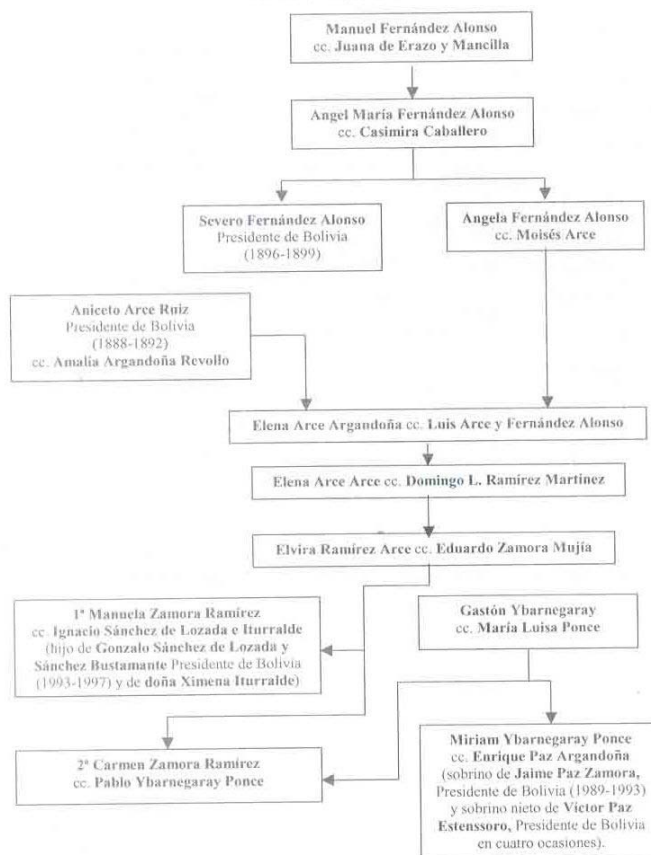 Manuel Fernández Alonso
cc. Juana de Erazo y Mancilla
Angel María Fernández Alonso
cc. Casimira Caballero
Severo Fernández Alonso
Presidente de Bolivia
(1896-1899)
Angela Fernández Alonso
cc. Moisés Arce
Aniceto Arce Ruiz
Presidente de Bolivia
(1888-1892)
cc. Amalia Argandoña Revollo
Elena Arce Argandoña cc. Luis Arce y Fernández Alonso
Elena Arce Arce cc. Domingo L. Ramírez Martínez
Elvira Ramírez Arce cc. Eduardo Zamora Mujía
1ª Manuela Zamora Ramírez
cc. Ignacio Sánchez de Lozada e Iturralde
(hijo de Gonzalo Sánchez de Lozada y
Sánchez Bustamante Presidente de Bolivia
(1993-1997) y de doña Ximena Iturralde)
Gastón Ybarnegaray
cc. María Luisa Ponce
2ª Carmen Zamora Ramírez
cc. Pablo Ybarnegaray Ponce
Miriam Ybarnegaray Ponce
cc. Enrique Paz Argandoña
(sobrino de Jaime Paz Zamora,
Presidente de Bolivia (1989-1993)
y sobrino nieto de Víctor Paz
Estenssoro, Presidente de Bolivia
en cuatro ocasiones).